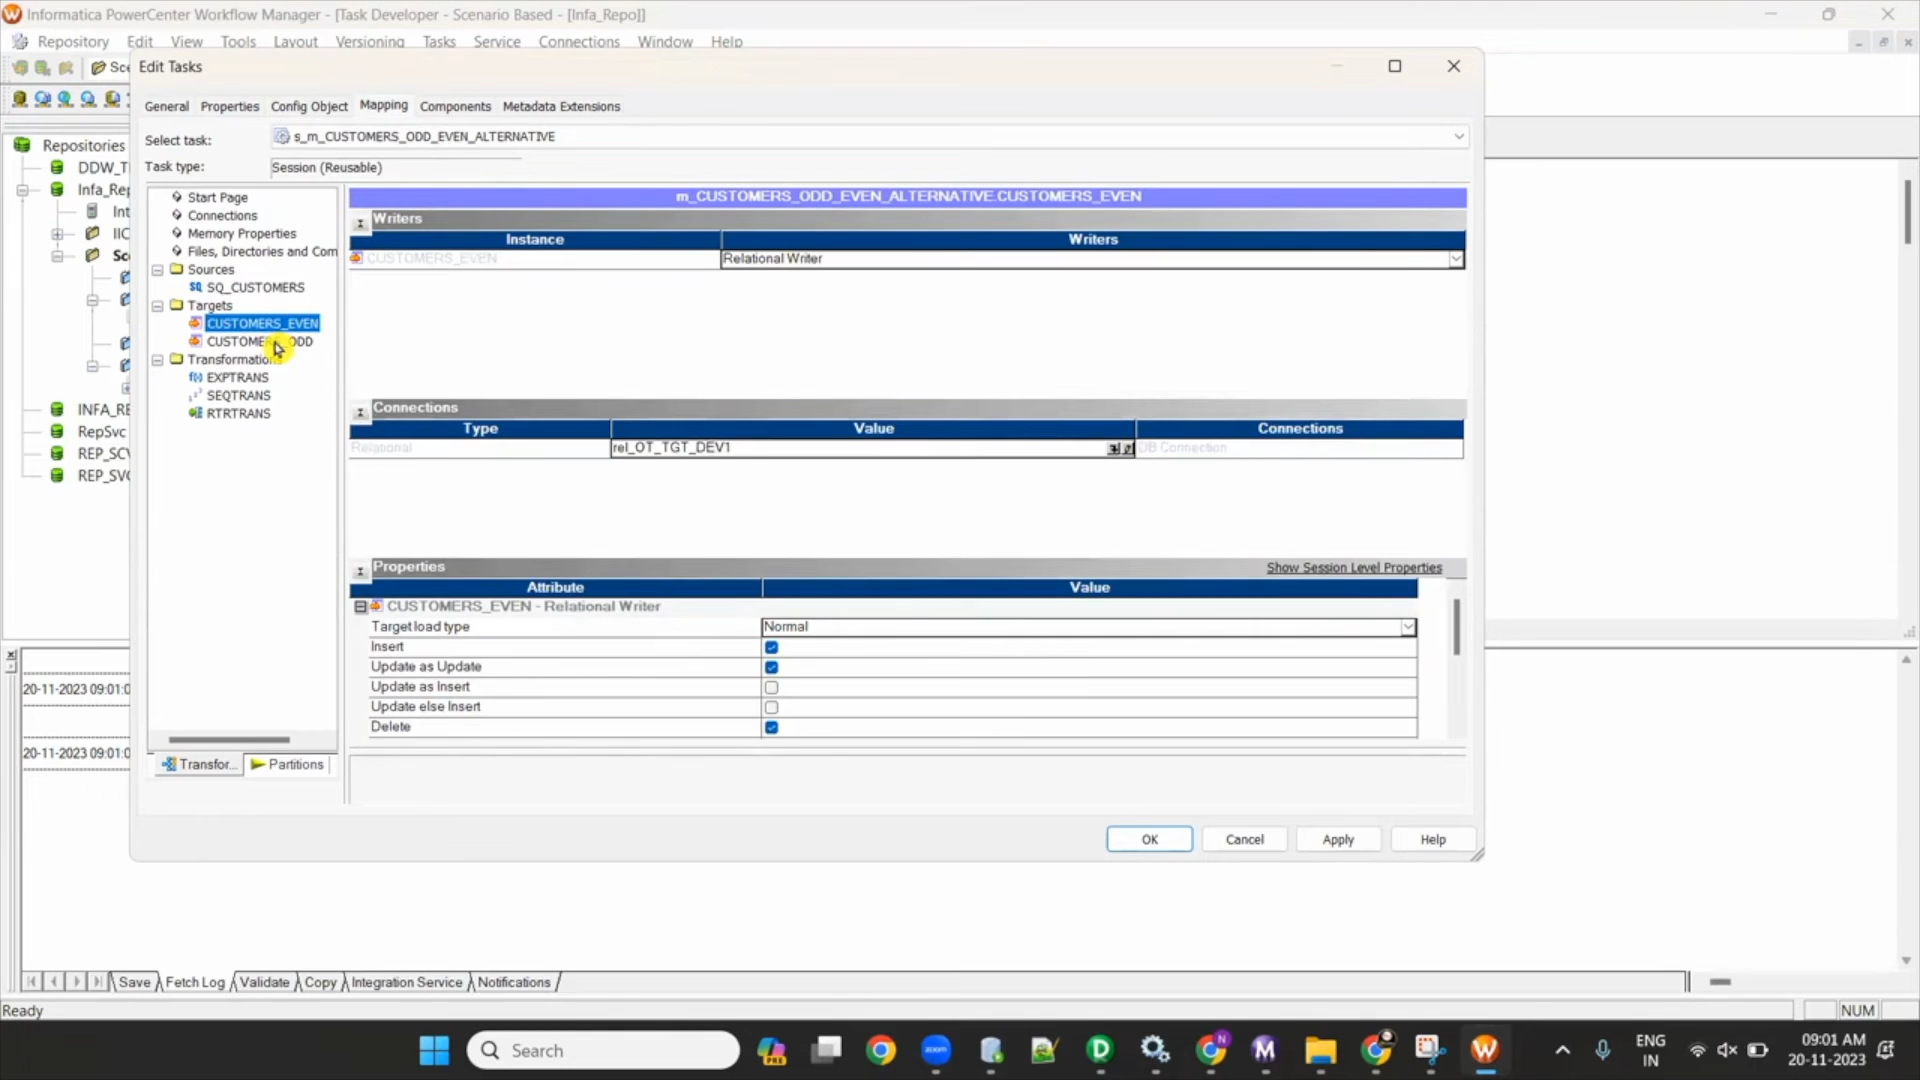 Informatica PowerCenter Workflow Manager - [Task Developer - Scenario Based - [Infa_Repo]]
Repository Edit View Tools Layout Versioning Tasks Service Connections Window Help
Edit Tasks
General Properties Config Object Mapping Components Metadata Extensions
Select task: s_m_CUSTOMERS_ODD_EVEN_ALTERNATIVE
Task type: Session (Reusable)
Repositories
DDW_T
Infa_Rep
Int
IIC
Sc
INFA_RE
RepSvc
REP_SCV
REP_SVC
Start Page
Connections
Memory Properties
Files, Directories and Com
Sources
SQ_CUSTOMERS
Targets
CUSTOMERS_EVEN
CUSTOMERS_ODD
Transformations
EXPTRANS
SEQTRANS
RTRTRANS
Transfor... Partitions
m_CUSTOMERS_ODD_EVEN_ALTERNATIVE.CUSTOMERS_EVEN
Writers
Instance Writers
CUSTOMERS_EVEN Relational Writer
Connections
Type Value Connections
Relational rel_OT_TGT_DEV1 DB Connection
Properties Show Session Level Properties
Attribute Value
CUSTOMERS_EVEN - Relational Writer
Target load type Normal
Insert
Update as Update
Update as Insert
Update else Insert
Delete
OK Cancel Apply Help
20-11-2023 09:01:0
20-11-2023 09:01:0
Save Fetch Log Validate Copy Integration Service Notifications
Ready NUM
Search
PRE
zoom
ENG
IN
09:01 AM
20-11-2023